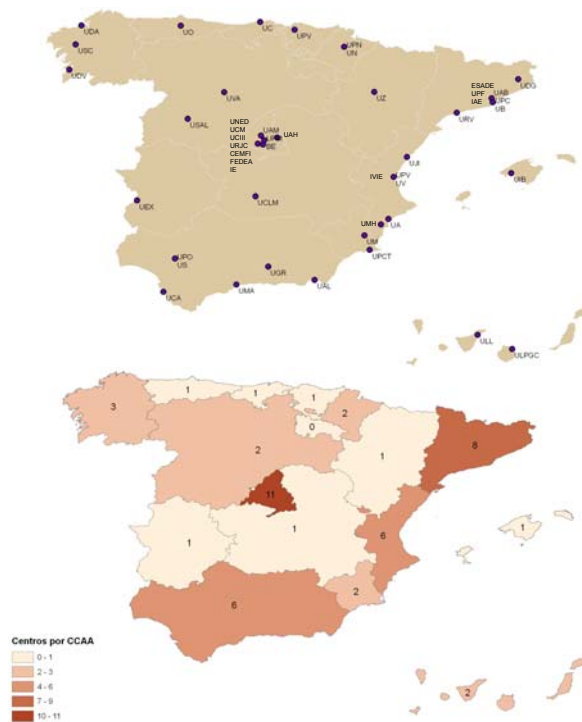 UDA
UO
UC
UPV
USC
UPN
UN
UDV
ESADE
UPF
IAE
UDG
UAB
UPC
UB
UVA
UZ
URV
USAL
UNED
UCM
UCIII
URJC
CEMFI
FEDEA
IE
UAM
BE
UAH
UJI
IVIE
UPV
UV
UIB
UEX
UCLM
UMH
UA
UM
UPCT
UPO
US
UGR
UCA
UMA
UAL
ULL
ULPGC
1
1
1
3
2
0
2
1
8
11
1
1
6
1
2
6
2
Centros por CCAA
0 - 1
2 - 3
4 - 6
7 - 9
10 - 11